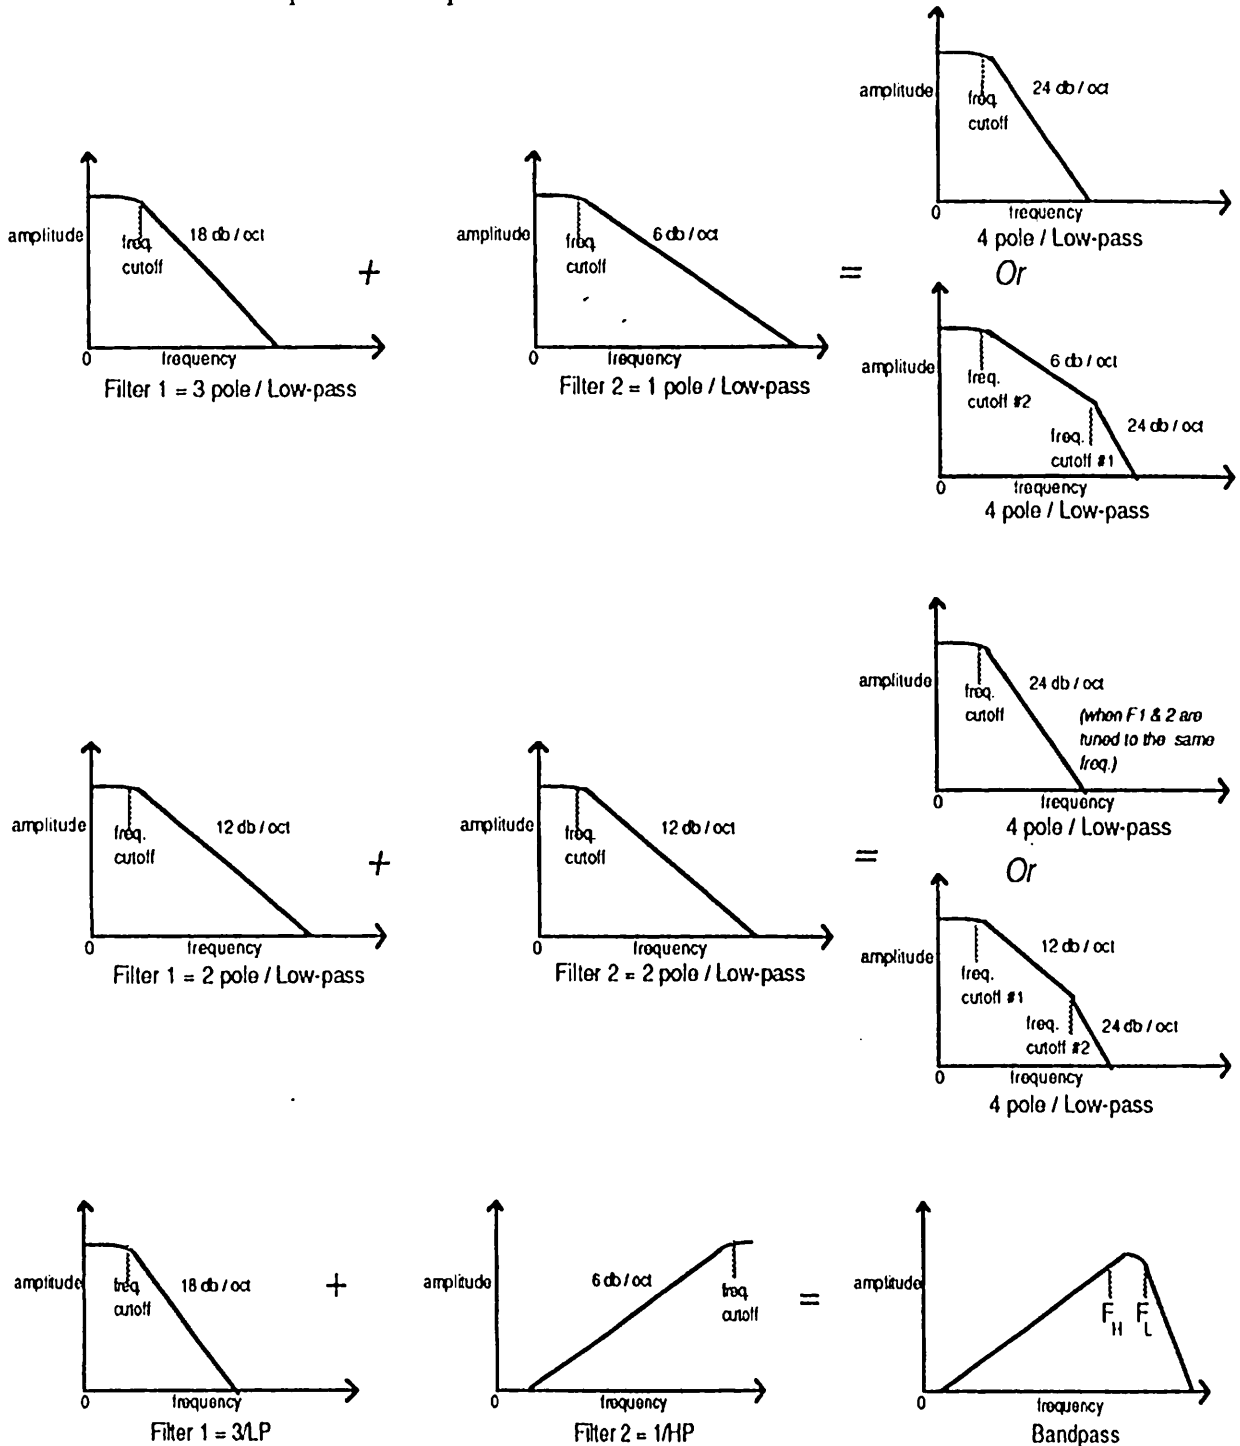 amplitude
freq.
cutoff
18 db / oct
0
frequency
Filter 1 = 3 pole / Low-pass
+
amplitude
freq.
cutoff
6 db / oct
0
frequency
Filter 2 = 1 pole / Low-pass
=
amplitude
freq.
cutoff
24 db / oct
0
frequency
4 pole / Low-pass
Or
amplitude
freq.
cutoff #2
6 db / oct
freq.
cutoff #1
24 db / oct
0
frequency
4 pole / Low-pass
amplitude
freq.
cutoff
12 db / oct
0
frequency
Filter 1 = 2 pole / Low-pass
+
amplitude
freq.
cutoff
12 db / oct
0
frequency
Filter 2 = 2 pole / Low-pass
=
amplitude
freq.
cutoff
24 db / oct
(when F1 & 2 are
tuned to the same
freq.)
0
frequency
4 pole / Low-pass
Or
amplitude
freq.
cutoff #1
12 db / oct
freq.
cutoff #2
24 db / oct
0
frequency
4 pole / Low-pass
amplitude
freq.
cutoff
18 db / oct
0
frequency
Filter 1 = 3/LP
+
amplitude
6 db / oct
freq.
cutoff
0
frequency
Filter 2 = 1/HP
=
amplitude
FH FL
0
frequency
Bandpass